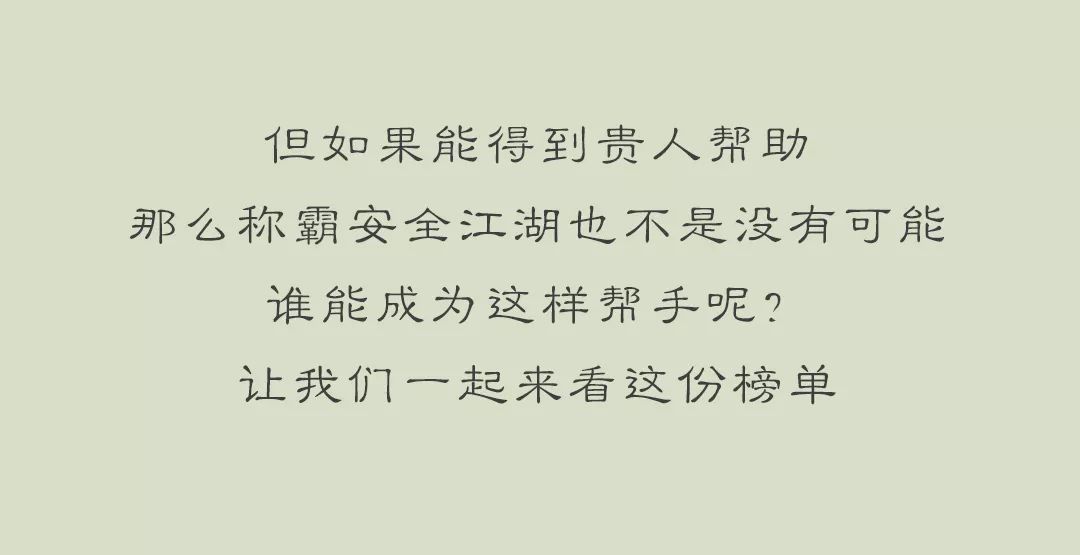 但如果能得到贵人帮助
那么称霸安全江湖也不是没有可能
谁能成为这样帮手呢?
让我们一起来看这份榜单